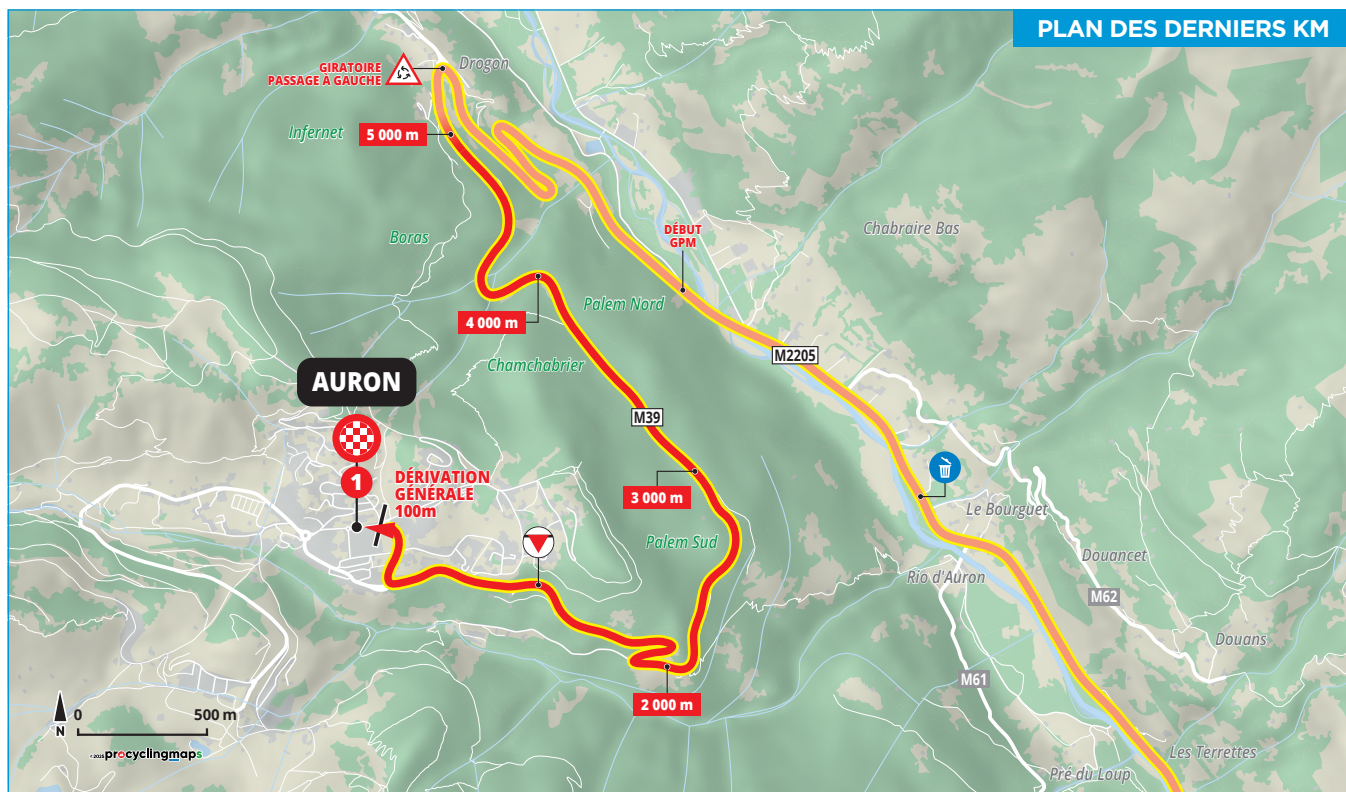 PLAN DES DERNIERS KM
Drogon
GIRATOIRE
PASSAGE À GAUCHE
Infernet
5 000 m
Boras
DÉBUT
GPM
Chabraire Bas
Palem Nord
4 000 m
M2205
Chamchabrier
AURON
M39
1
DÉRIVATION
GÉNÉRALE
100m
3 000 m
Le Bourguet
Palem Sud
Douancet
Rio d'Auron
M62
Douans
M61
2 000 m
0
500 m
N
procyclingmaps
Les Terrettes
Pré du Loup